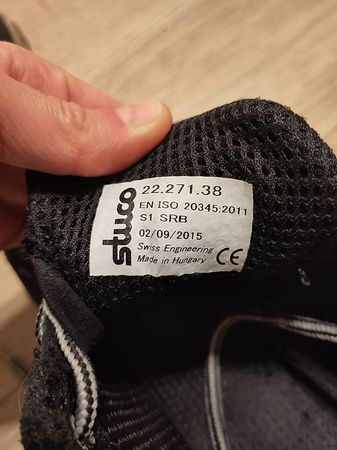 stuco
22.271.38
EN ISO 20345:2011
S1 SRB
02/09/2015
Swiss Engineering
Made in Hungary
CE